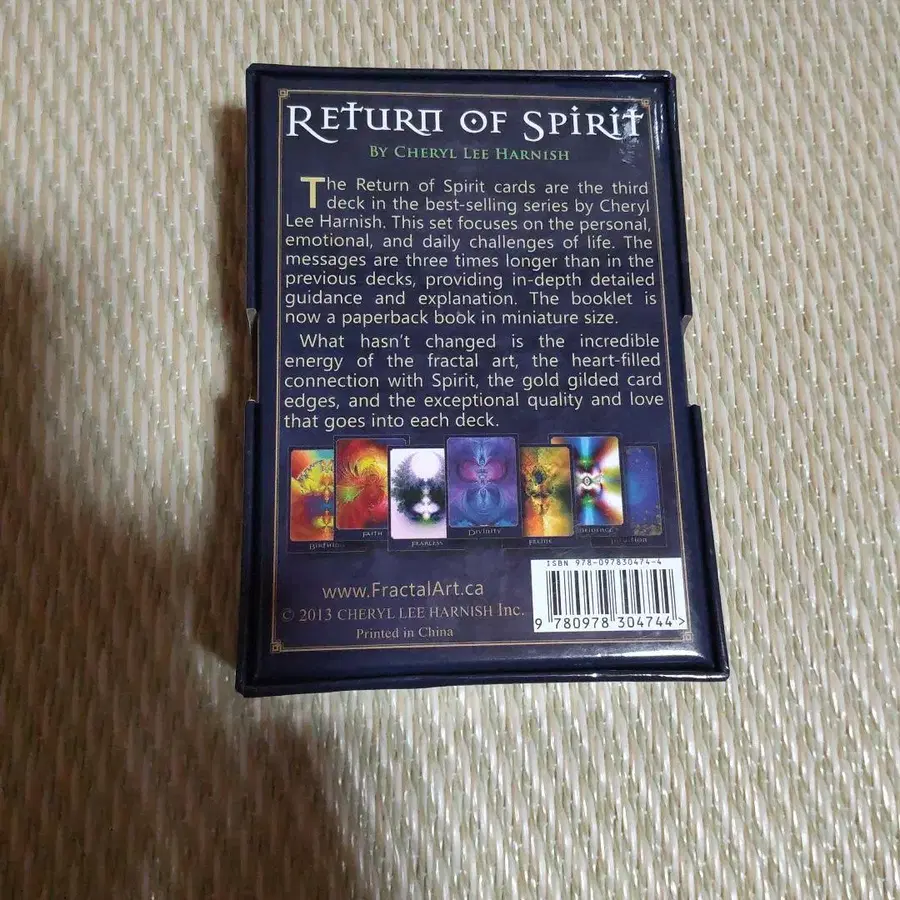 RETURN OF SPIRIT
BY CHERYL LEE HARNISH
The Return of Spirit cards are the third
deck in the best-selling series by Cheryl
Lee Harnish. This set focuses on the personal,
emotional, and daily challenges of life. The
messages are three times longer than in the
previous decks, providing in-depth detailed
guidance and explanation. The booklet is
now a paperback book in miniature size.
What hasn't changed is the incredible
energy of the fractal art, the heart-filled
connection with Spirit, the gold gilded card
edges, and the exceptional quality and love
that goes into each deck.
FAITH
DIVINITY
FEARLESS
www.FractalArt.ca
© 2013 CHERYL LEE HARNISH Inc.
Printed in China
ISBN 978-097830474-4
9 780978 304744 >